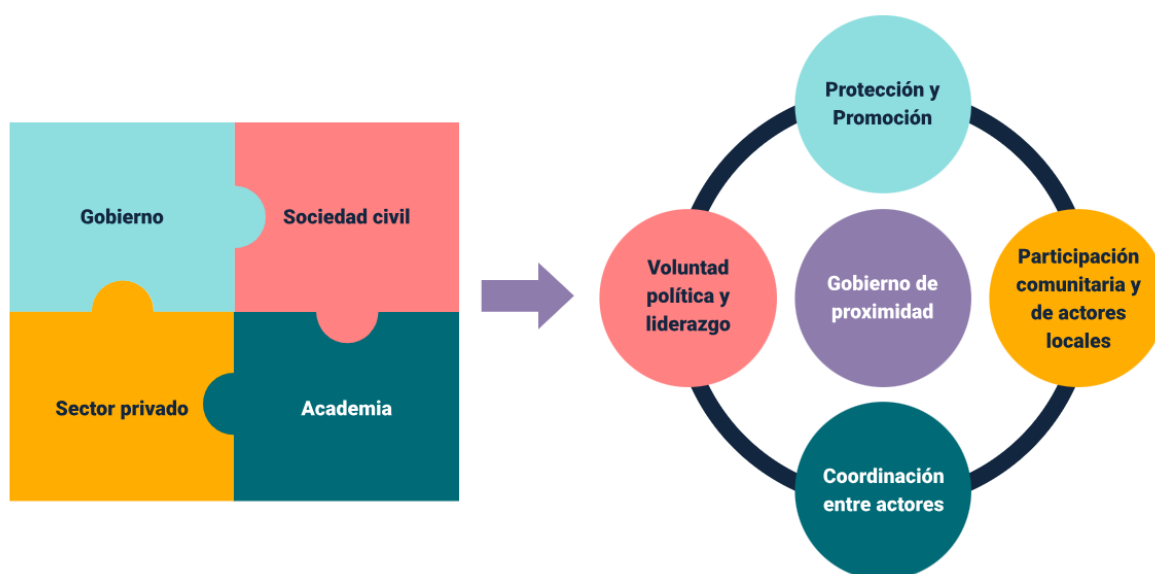 Gobierno
Sociedad civil
Sector privado
Academia
Protección y
Promoción
Voluntad
política y
liderazgo
Gobierno de
proximidad
Participación
comunitaria y
de actores
locales
Coordinación
entre actores